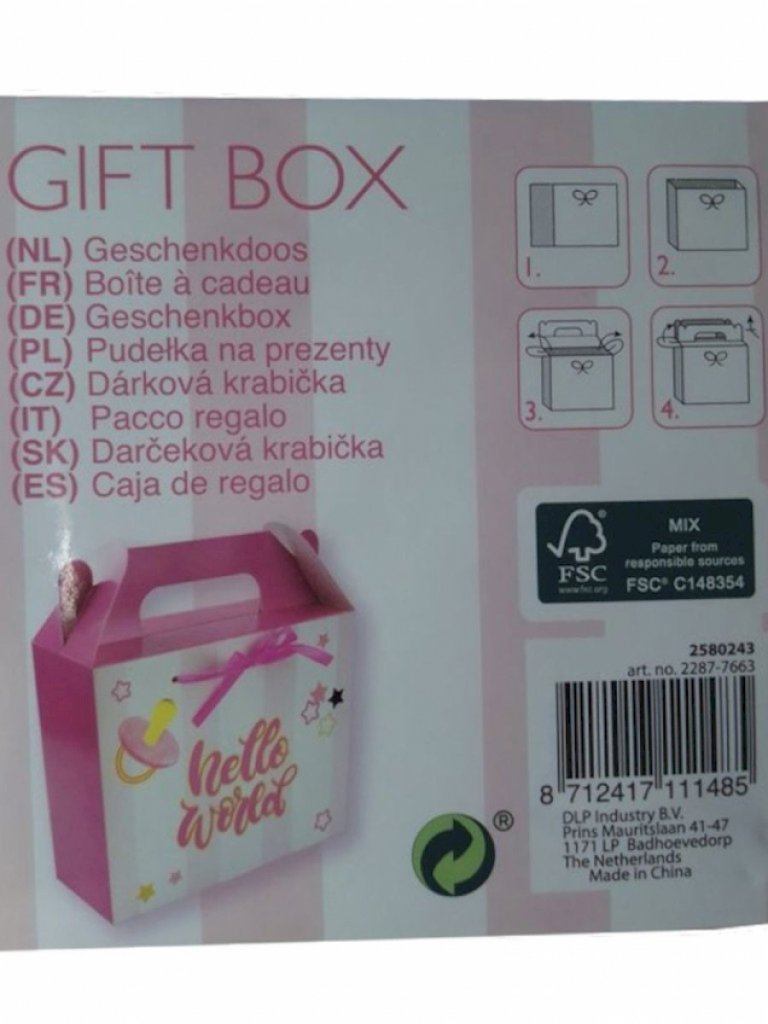 GIFT BOX
(NL) Geschenkdoos
(FR) Boîte à cadeau
(DE) Geschenkbox
(PL) Pudełka na prezenty
(CZ) Dárková krabička
(IT) Pacco regalo
(SK) Darčeková krabička
(ES) Caja de regalo
1.
2.
3.
4.
FSC
www.fsc.org
MIX
Paper from
responsible sources
FSC® C148354
2580243
art. no. 2287-7663
8 712417 111485
DLP Industry B.V.
Prins Mauritslaan 41-47
1171 LP Badhoevedorp
The Netherlands
Made in China
hello
world
®